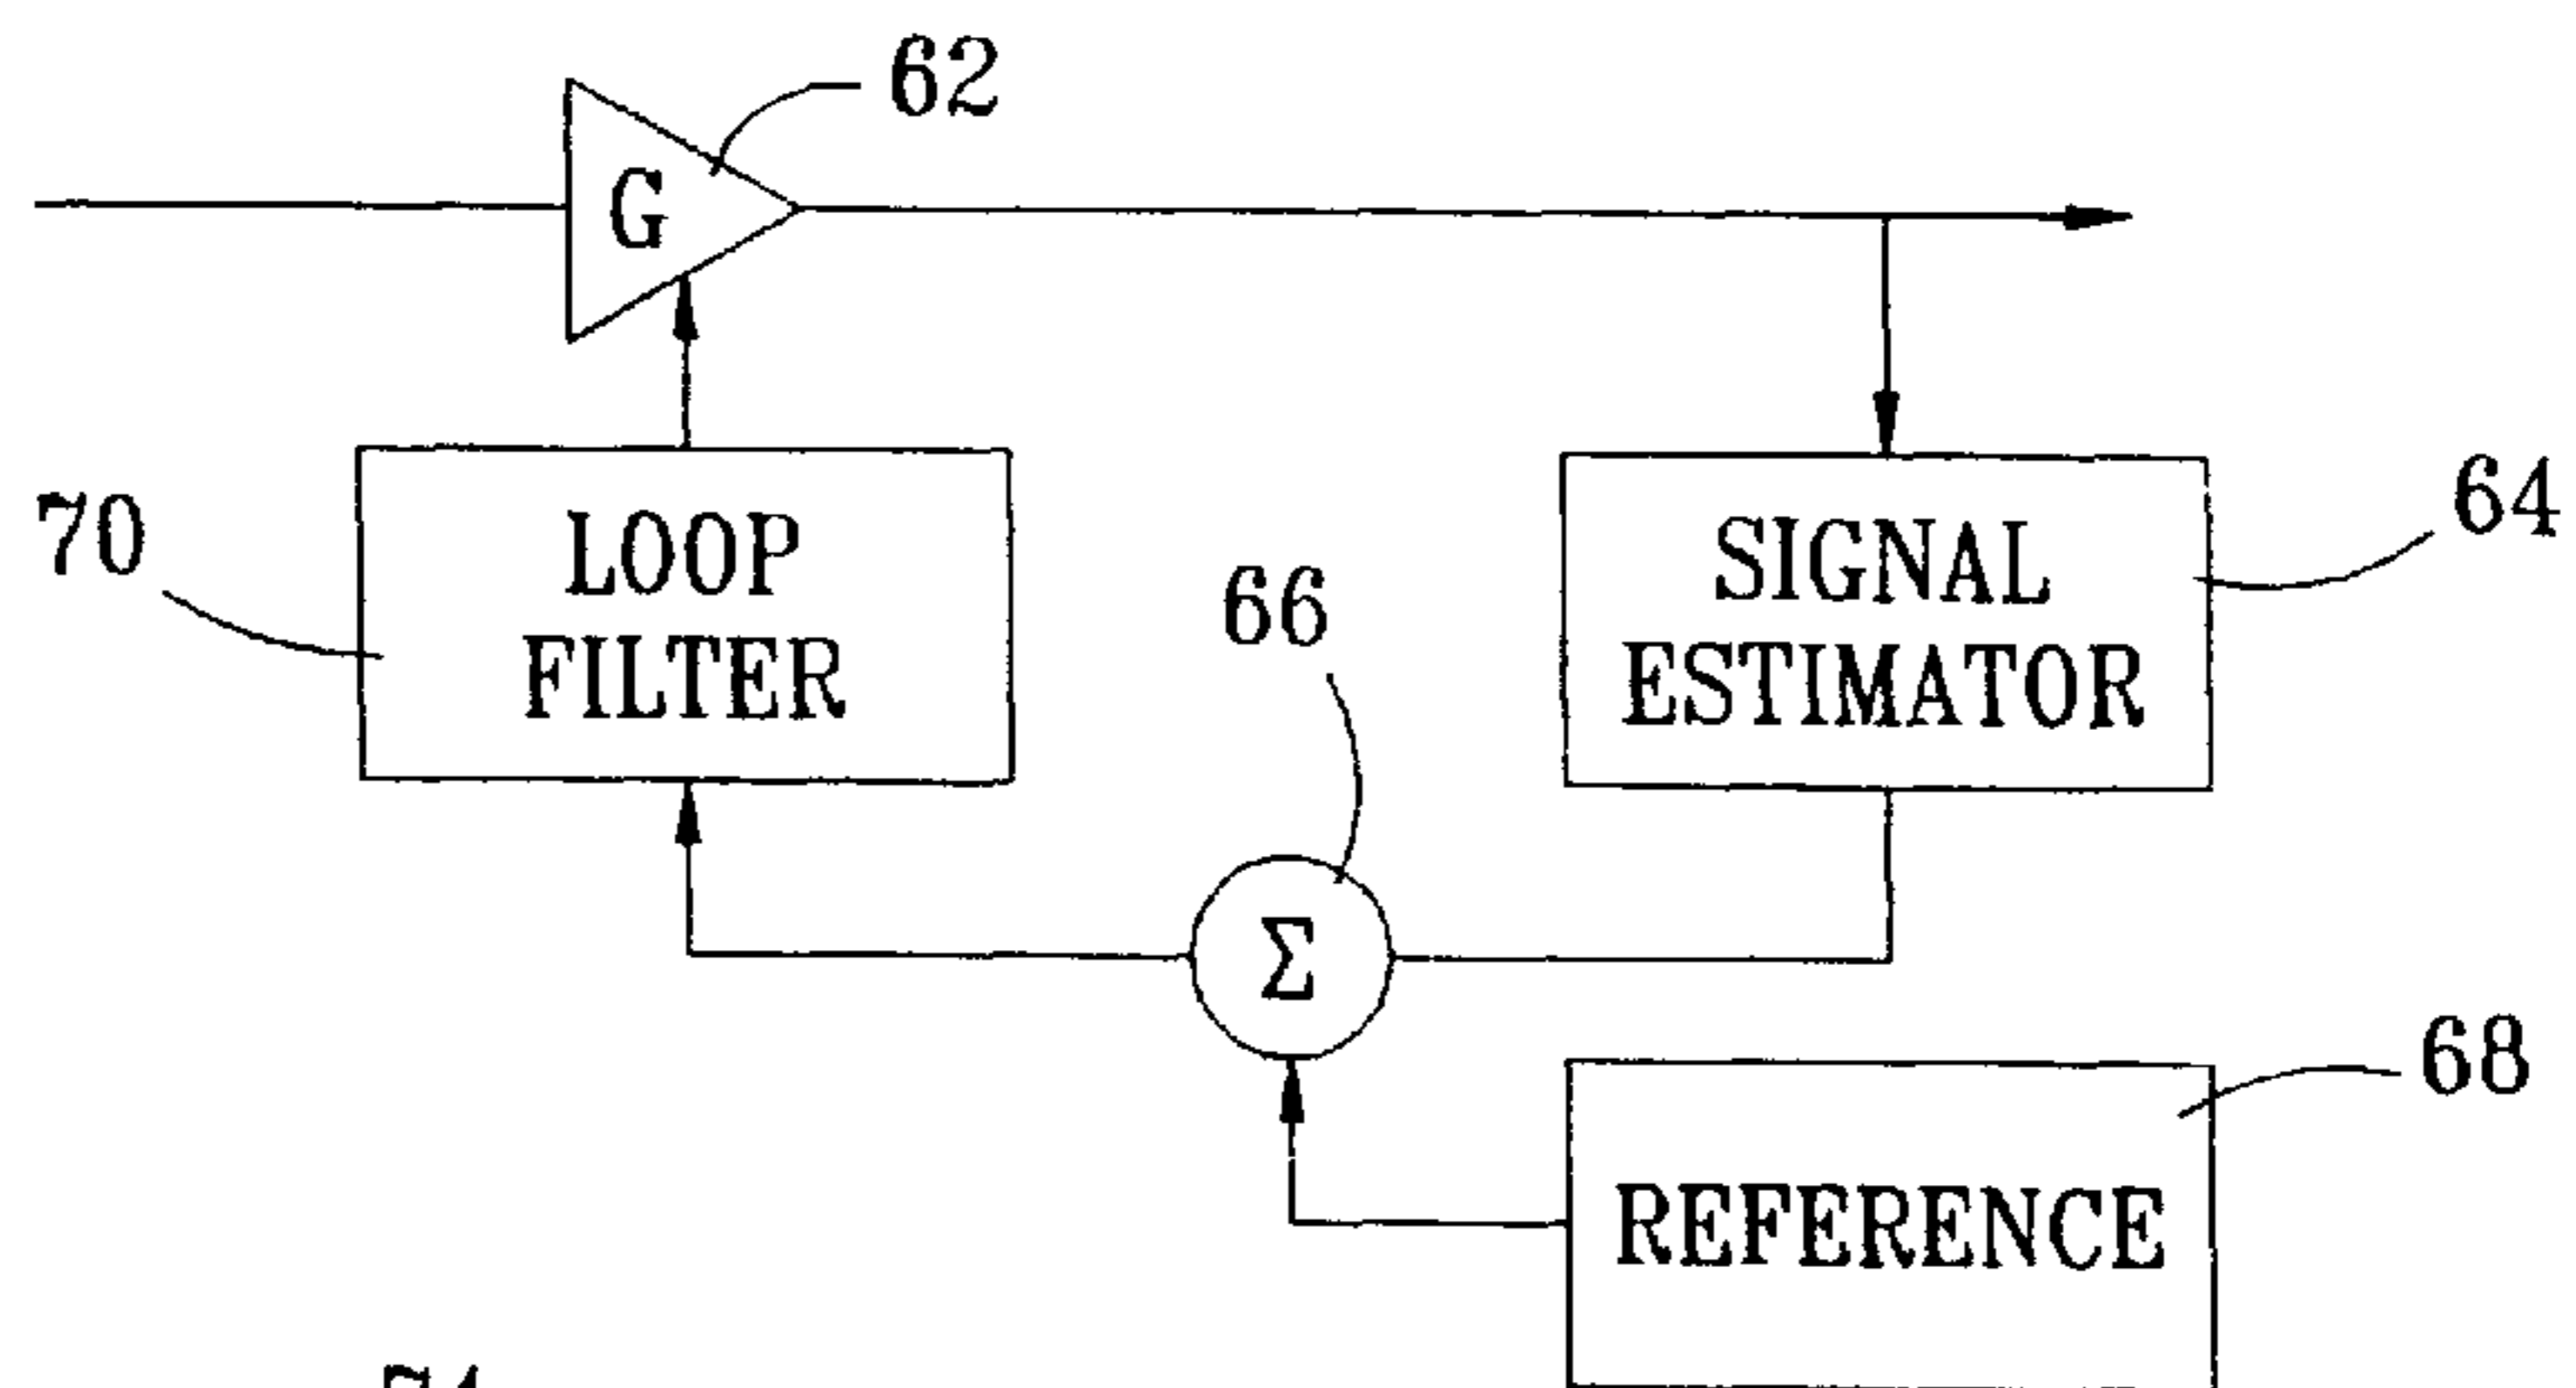 62
G
70
LOOP
FILTER
66
SIGNAL
ESTIMATOR
64
Σ
68
REFERENCE